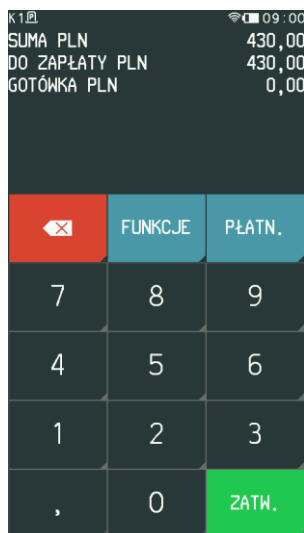 K1 P 09:00
SUMA PLN 430,00
DO ZAPŁATY PLN 430,00
GOTÓWKA PLN 0,00
FUNKCJE PŁATN.
7 8 9
4 5 6
1 2 3
, 0 ZATW.